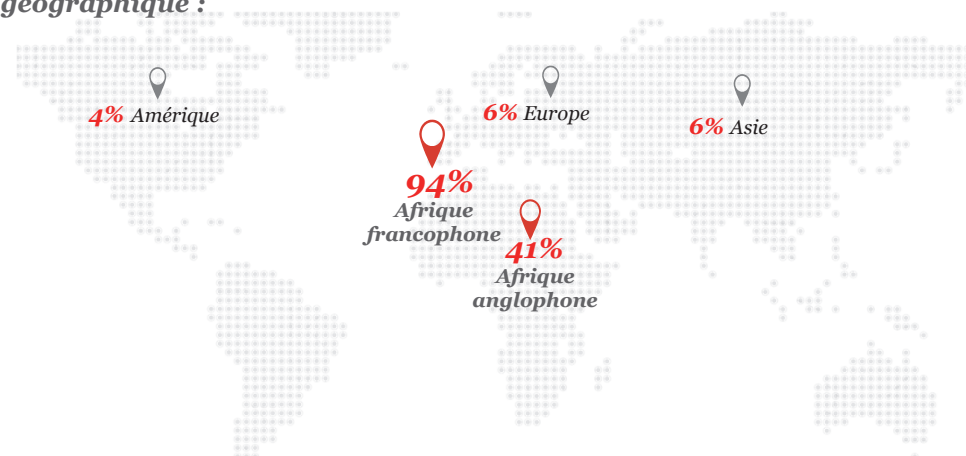 géographique :
4% Amérique
6% Europe
6% Asie
94%
Afrique
francophone
41%
Afrique
anglophone